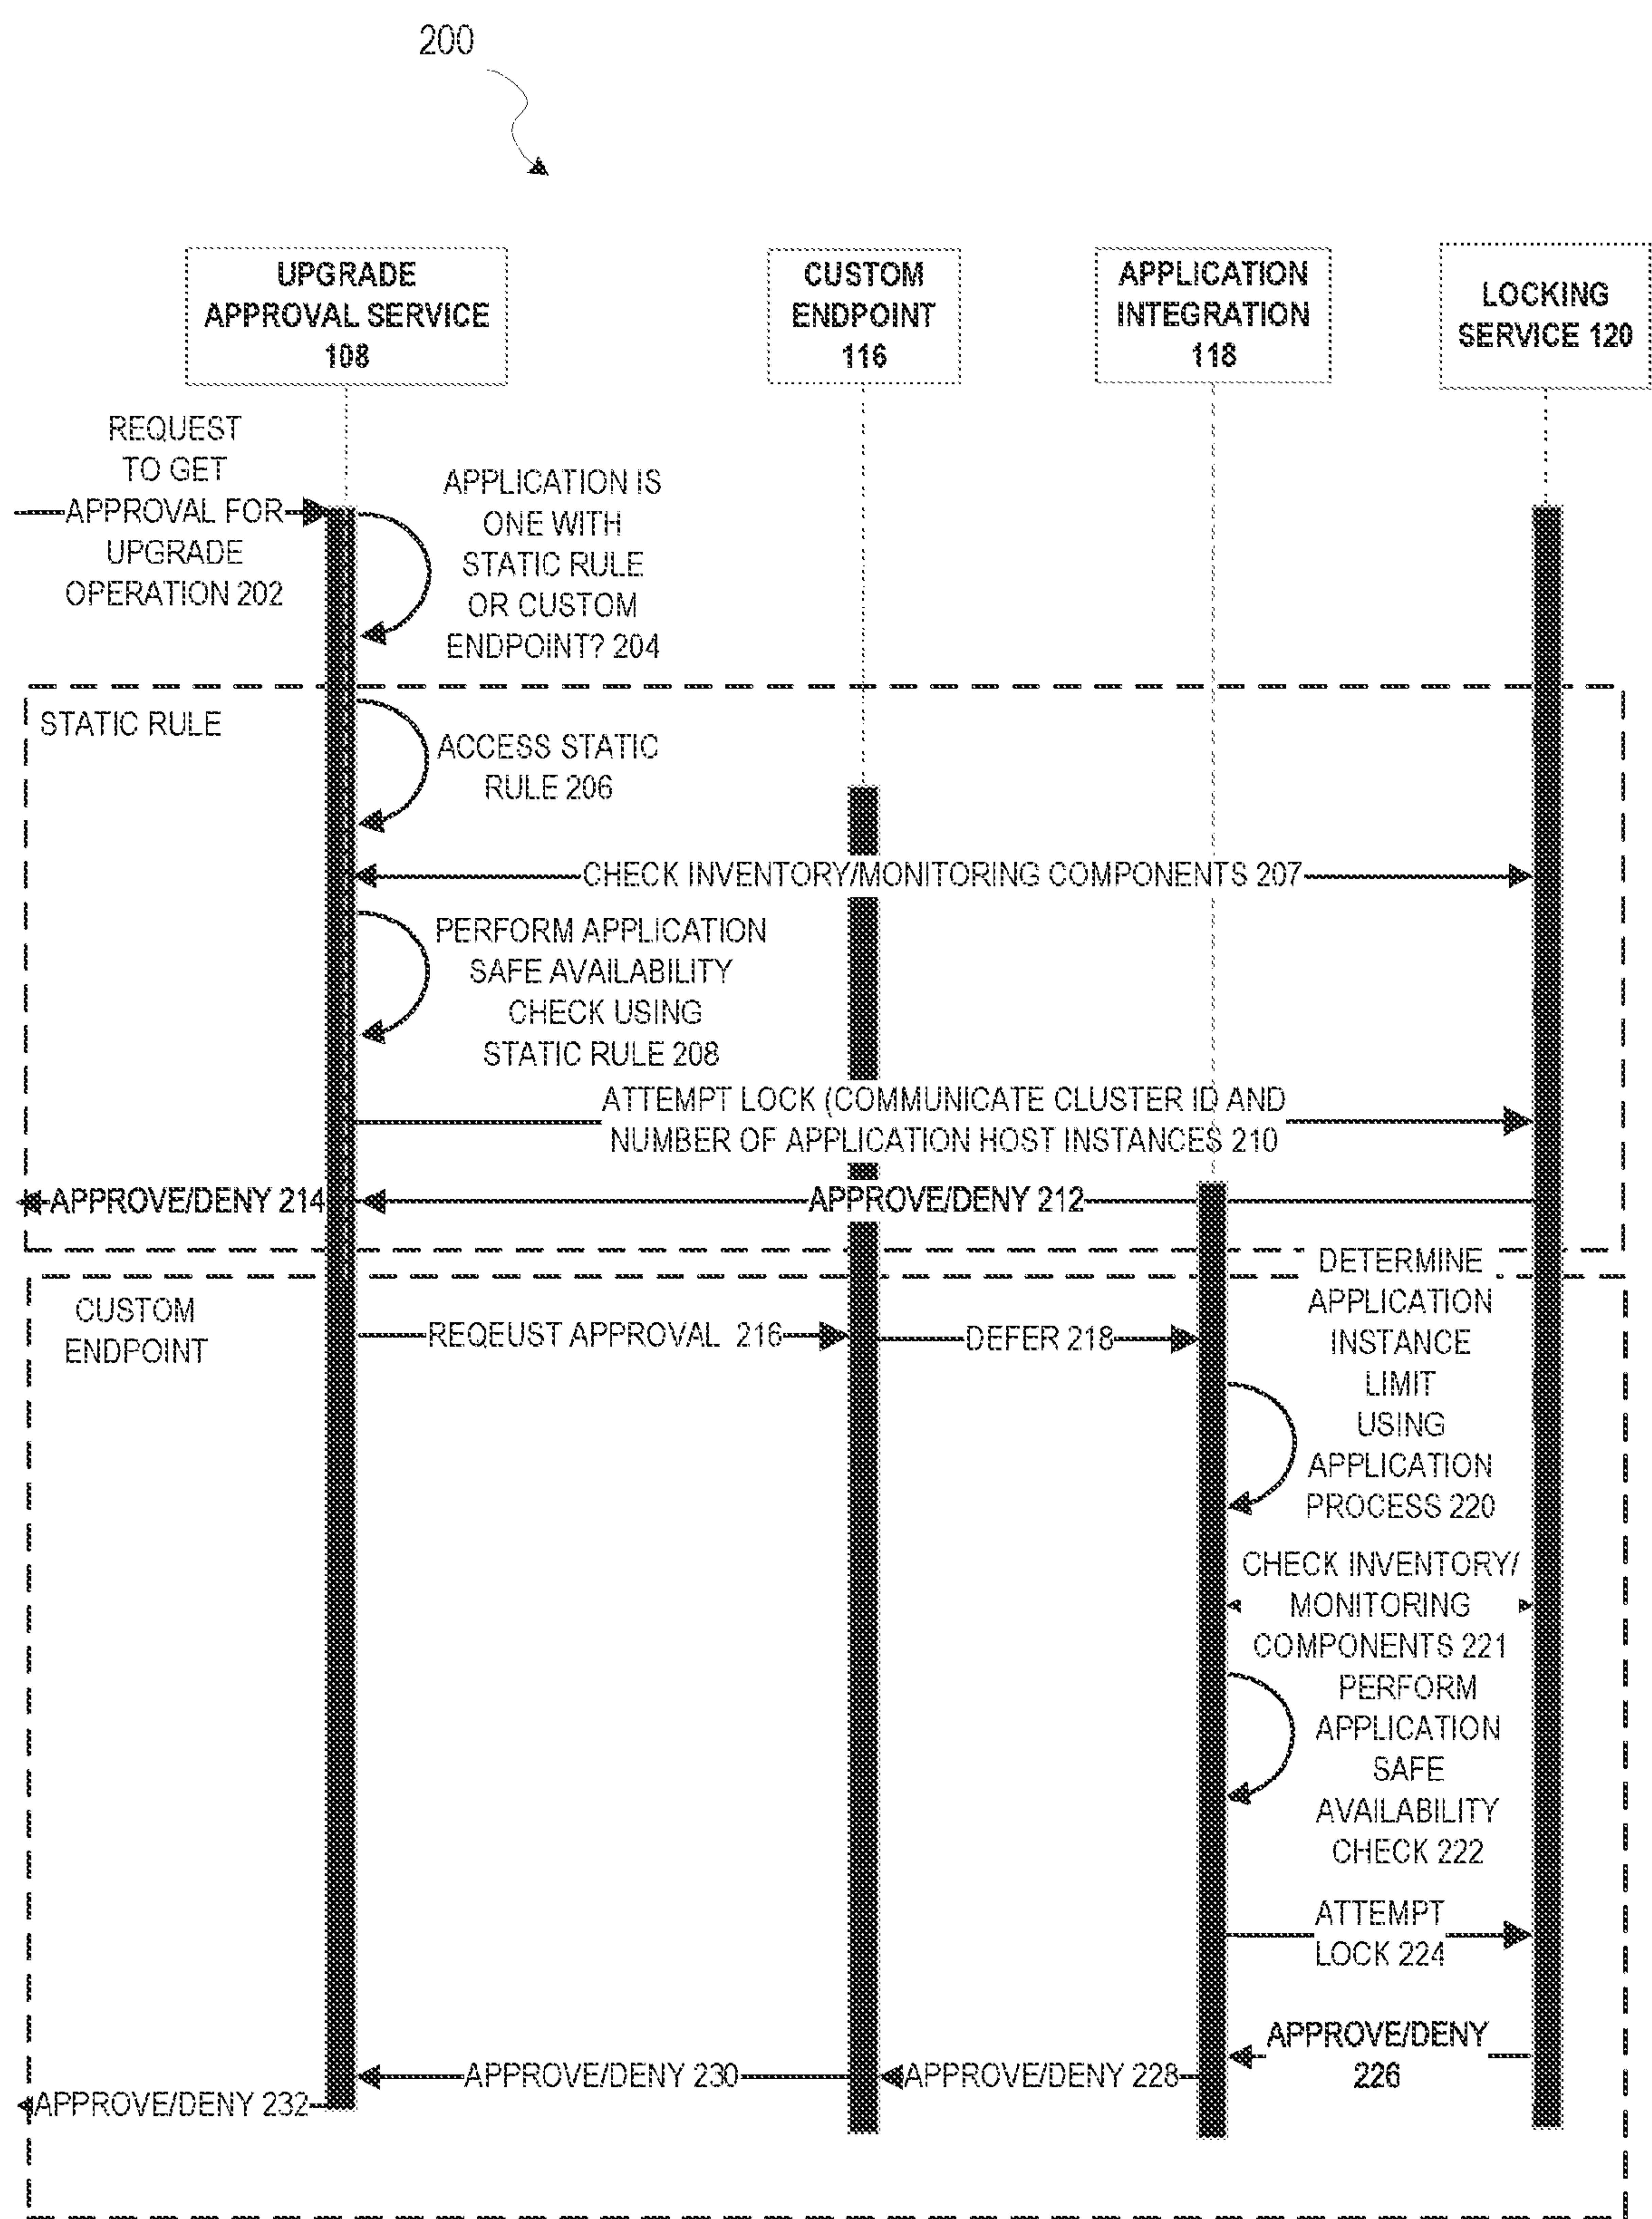 200
UPGRADE
APPROVAL SERVICE
108
CUSTOM
ENDPOINT
116
APPLICATION
INTEGRATION
118
LOCKING
SERVICE 120
REQUEST
TO GET
APPROVAL FOR
UPGRADE
OPERATION 202
APPLICATION IS
ONE WITH
STATIC RULE
OR CUSTOM
ENDPOINT? 204
STATIC RULE
ACCESS STATIC
RULE 206
CHECK INVENTORY/MONITORING COMPONENTS 207
PERFORM APPLICATION
SAFE AVAILABILITY
CHECK USING
STATIC RULE 208
ATTEMPT LOCK (COMMUNICATE CLUSTER ID AND
NUMBER OF APPLICATION HOST INSTANCES 210
APPROVE/DENY 214
APPROVE/DENY 212
CUSTOM
ENDPOINT
REQEUST APPROVAL 216
DEFER 218
DETERMINE
APPLICATION
INSTANCE
LIMIT
USING
APPLICATION
PROCESS 220
CHECK INVENTORY/
MONITORING
COMPONENTS 221
PERFORM
APPLICATION
SAFE
AVAILABILITY
CHECK 222
ATTEMPT
LOCK 224
APPROVE/DENY
226
APPROVE/DENY 228
APPROVE/DENY 230
APPROVE/DENY 232